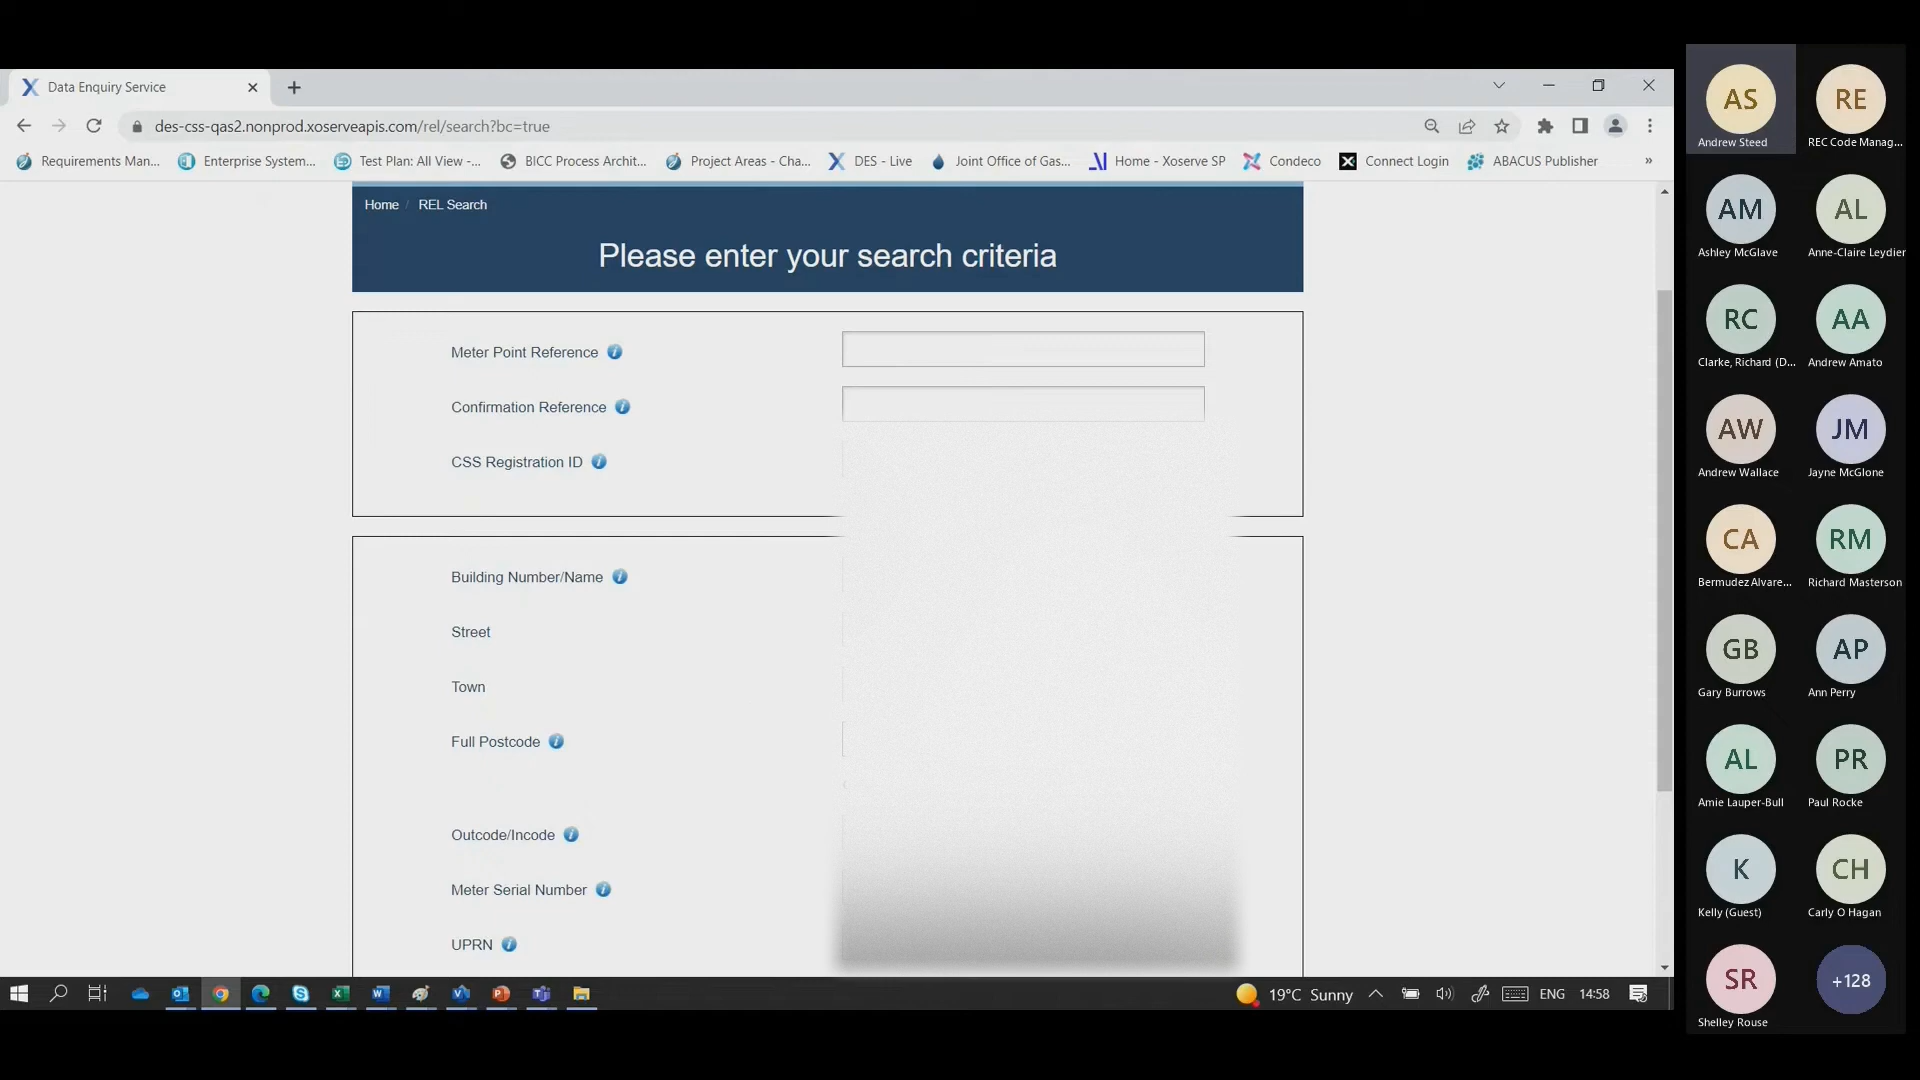 Data Enquiry Service
des-css-qas2.nonprod.xoserveapis.com/rel/search?bc=true
Requirements Man... Enterprise System... Test Plan: All View -... BICC Process Archit... Project Areas - Cha... DES - Live Joint Office of Gas... Home - Xoserve SP Condeco Connect Login ABACUS Publisher »
Home / REL Search
Please enter your search criteria
Meter Point Reference
Confirmation Reference
CSS Registration ID
Building Number/Name
Street
Town
Full Postcode
Outcode/Incode
Meter Serial Number
UPRN
19°C Sunny ENG 14:58
AS RE
Andrew Steed REC Code Manag...
AM AL
Ashley McGlave Anne-Claire Leydier
RC AA
Clarke, Richard (D... Andrew Amato
AW JM
Andrew Wallace Jayne McGlone
CA RM
Bermudez Alvare... Richard Masterson
GB AP
Gary Burrows Ann Perry
AL PR
Amie Lauper-Bull Paul Rocke
K CH
Kelly (Guest) Carly O Hagan
SR +128
Shelley Rouse